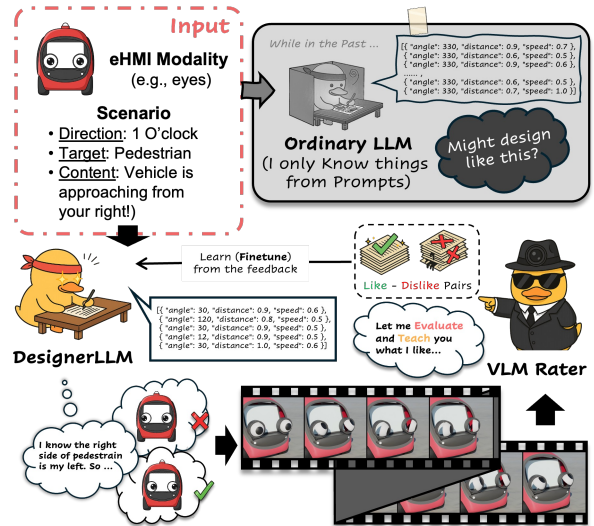 Input
eHMI Modality
(e.g., eyes)
Scenario
• Direction: 1 O'clock
• Target: Pedestrian
• Content: Vehicle is
approaching from
your right!)
While in the Past ...
[{ "angle": 330, "distance": 0.9, "speed": 0.7 },
{ "angle": 330, "distance": 0.6, "speed": 0.5 },
{ "angle": 330, "distance": 0.9, "speed": 0.6 },
...... ,
{ "angle": 330, "distance": 0.6, "speed": 0.5 },
{ "angle": 330, "distance": 0.7, "speed": 1.0 }]
Ordinary LLM
(I only Know things
from Prompts)
Might design
like this?
Learn (Finetune)
from the feedback
Like - Dislike Pairs
[{ "angle": 30, "distance": 0.9, "speed": 0.6 },
{ "angle": 120, "distance": 0.8, "speed": 0.5 },
{ "angle": 30, "distance": 0.9, "speed": 0.5 },
{ "angle": 12, "distance": 0.9, "speed": 0.5 },
{ "angle": 30, "distance": 1.0, "speed": 0.6 }]
Let me Evaluate
and Teach you
what I like...
DesignerLLM
VLM Rater
I know the right
side of pedestrain
is my left. So ...